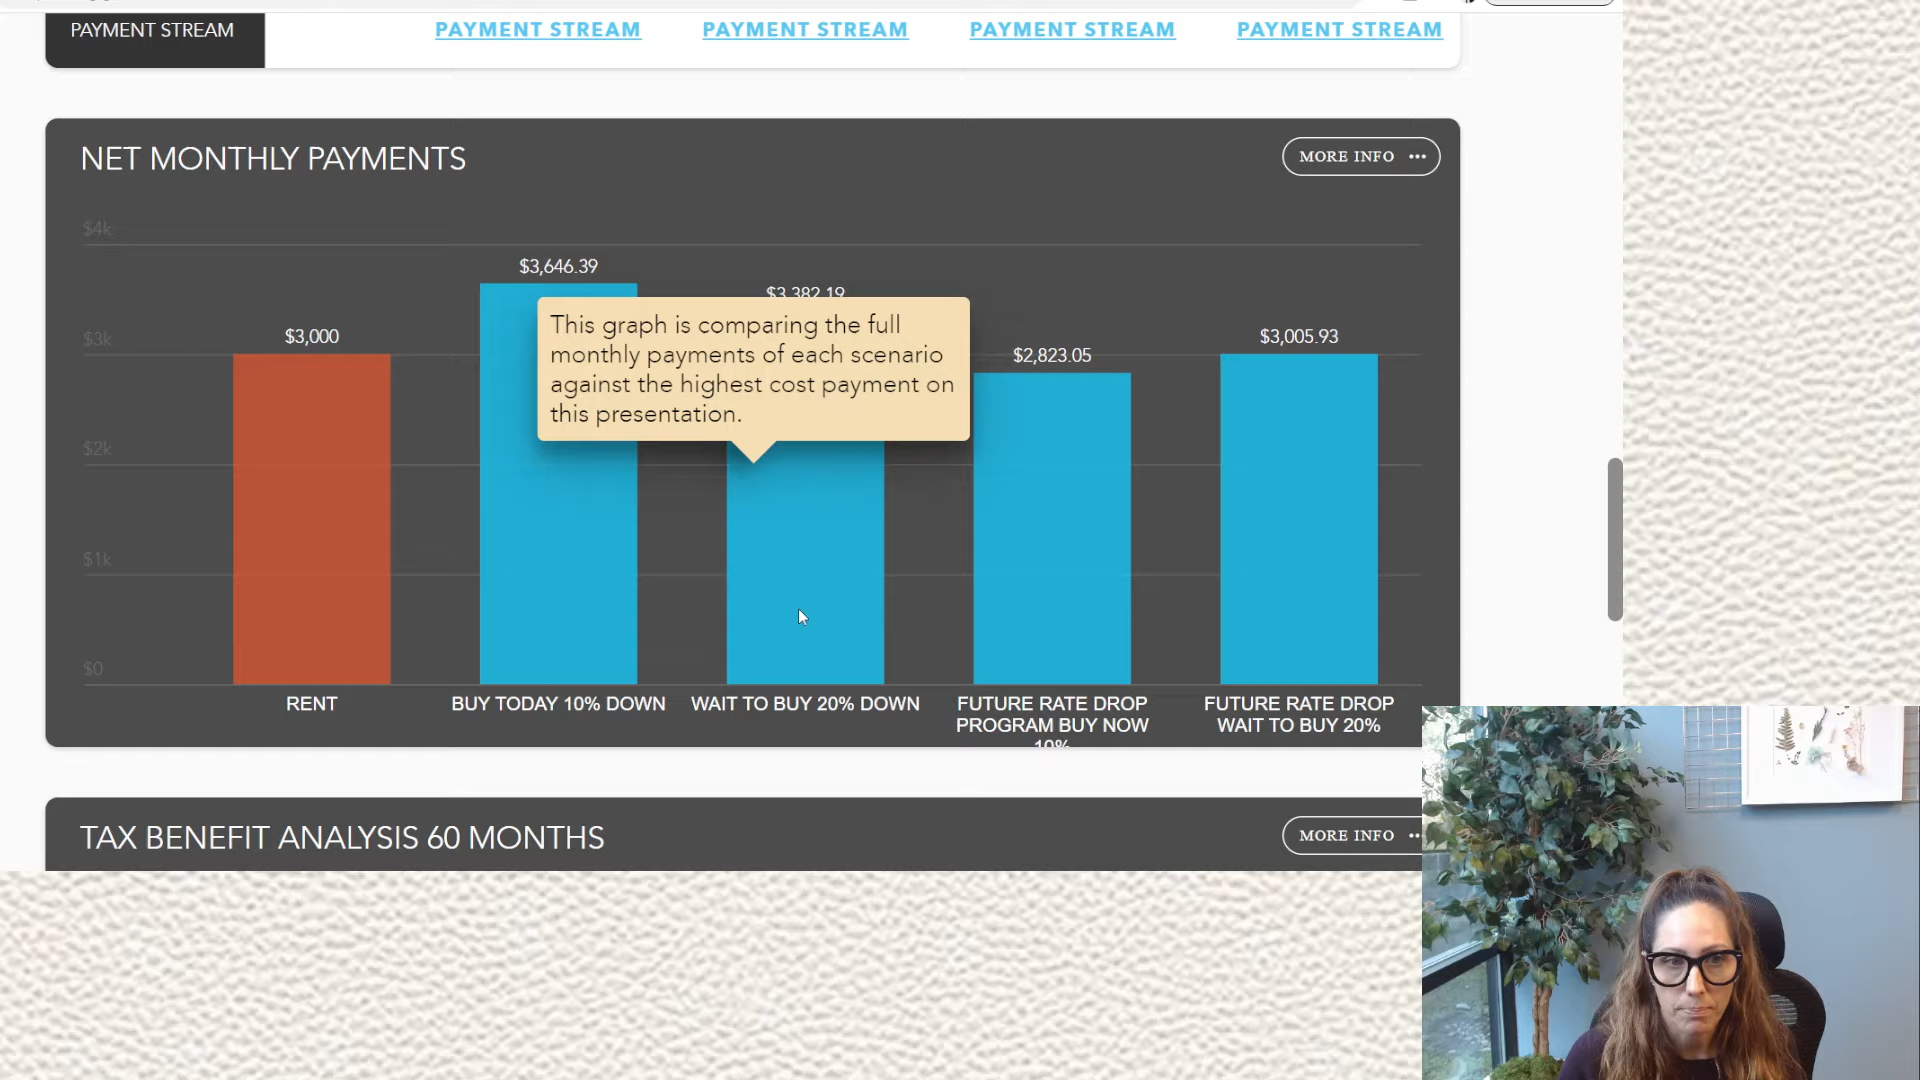 PAYMENT STREAM PAYMENT STREAM PAYMENT STREAM PAYMENT STREAM PAYMENT STREAM
NET MONTHLY PAYMENTS
MORE INFO •••
$4k
$3k
$2k
$1k
$0
$3,000
$3,646.39
$3,382.19
$2,823.05
$3,005.93
This graph is comparing the full
monthly payments of each scenario
against the highest cost payment on
this presentation.
RENT
BUY TODAY 10% DOWN
WAIT TO BUY 20% DOWN
FUTURE RATE DROP
PROGRAM BUY NOW
10%
FUTURE RATE DROP
WAIT TO BUY 20%
TAX BENEFIT ANALYSIS 60 MONTHS
MORE INFO ••